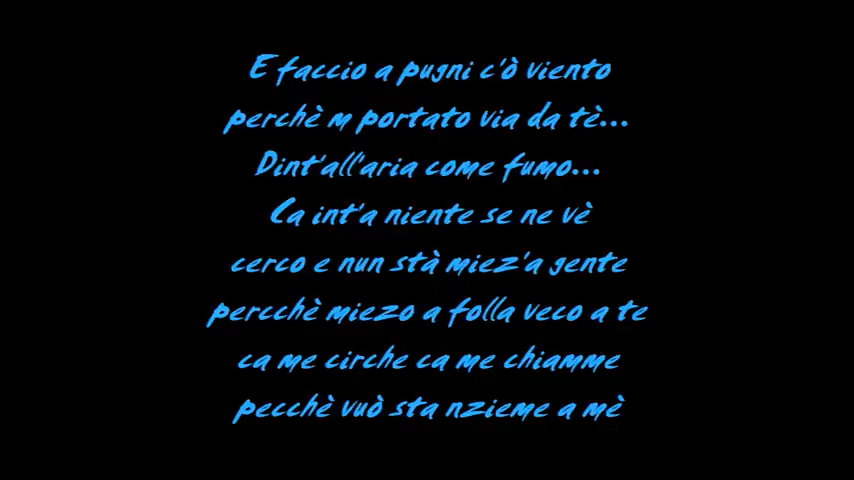 E faccio a pugni c'ò viento
perchè m portato via da tè...
Dint'all'aria come fumo...
Ca int'a niente se ne vè
cerco e nun stà miez'a gente
percchè miezo a folla veco a te
ca me cirche ca me chiamme
pecchè vuò sta nzieme a mè